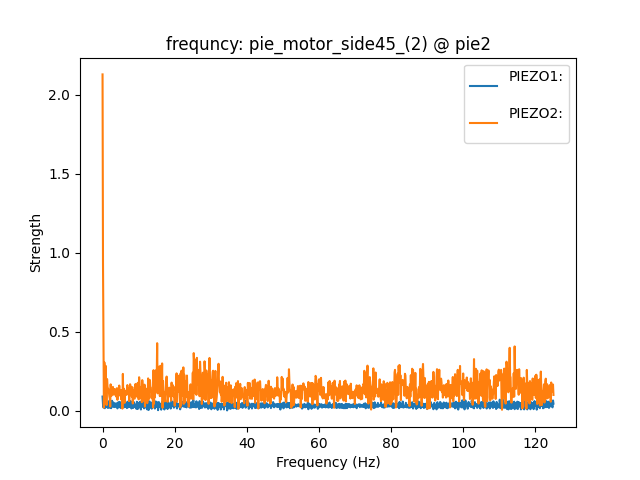 frequncy: pie_motor_side45_(2) @ pie2
PIEZO1:
PIEZO2:
2.0
1.5
1.0
0.5
0.0
Strength
0 20 40 60 80 100 120
Frequency (Hz)